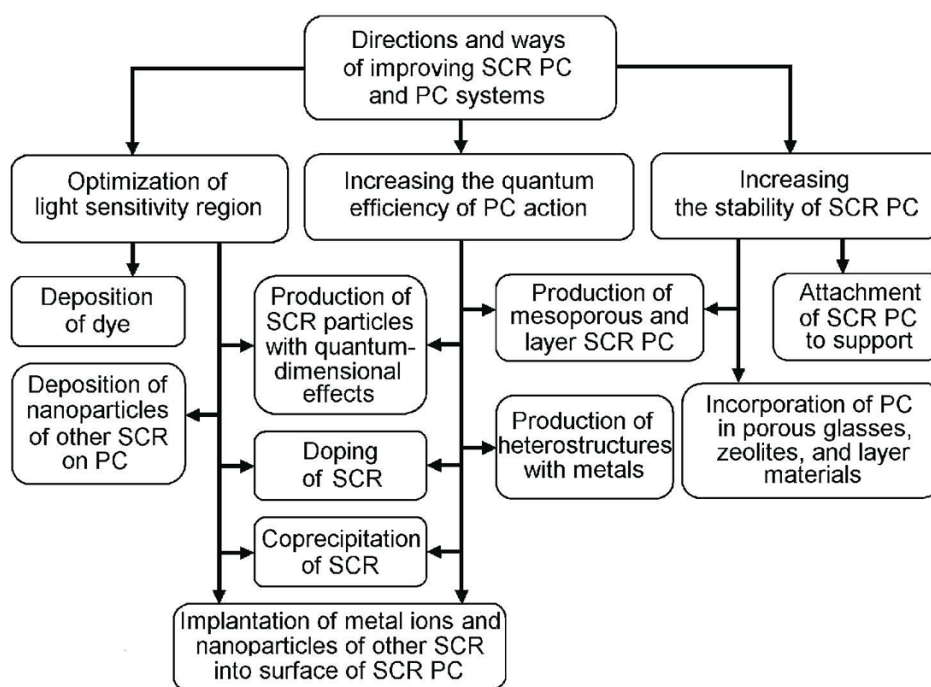 Directions and ways
of improving SCR PC
and PC systems
Optimization of
light sensitivity region
Increasing the quantum
efficiency of PC action
Increasing
the stability of SCR PC
Deposition
of dye
Production of
SCR particles
with quantum-
dimensional
effects
Production of
mesoporous and
layer SCR PC
Attachment
of SCR PC
to support
Deposition of
nanoparticles
of other SCR
on PC
Doping
of SCR
Production of
heterostructures
with metals
Incorporation of PC
in porous glasses,
zeolites, and layer
materials
Coprecipitation
of SCR
Implantation of metal ions and
nanoparticles of other SCR
into surface of SCR PC